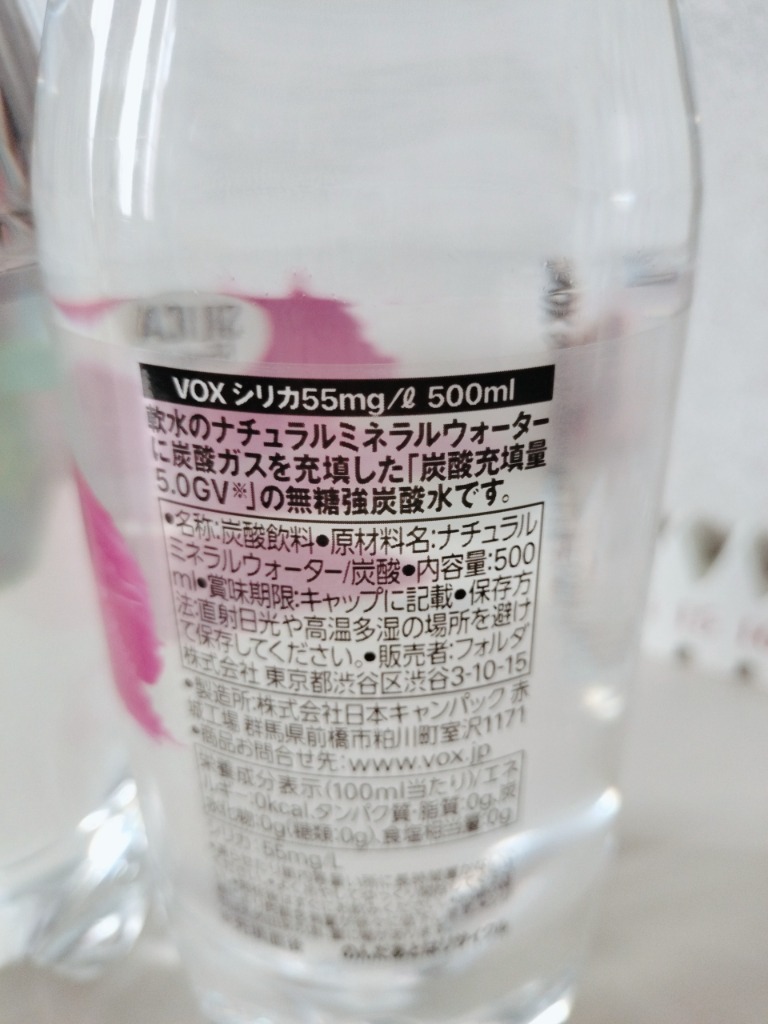 VOX シリカ55mg/ℓ 500ml
軟水のナチュラルミネラルウォーター
に炭酸ガスを充填した「炭酸充填量
5.0GV※」の無糖強炭酸水です。
●名称:炭酸飲料●原材料名:ナチュラル
ミネラルウォーター/炭酸●内容量:500
ml●賞味期限:キャップに記載●保存方
法:直射日光や高温多湿の場所を避け
て保存してください。●販売者:フォルダ
株式会社 東京都渋谷区渋谷3-10-15
●製造所:株式会社日本キャンパック 赤
城工場 群馬県前橋市粕川町室沢1171
●商品お問合せ先:www.vox.jp
栄養成分表示(100ml当たり)/エネ
ルギー:0kcal、タンパク質・脂質:0g、炭
水化物:0g(糖類:0g)、食塩相当量:0g
シリカ 55mg/L